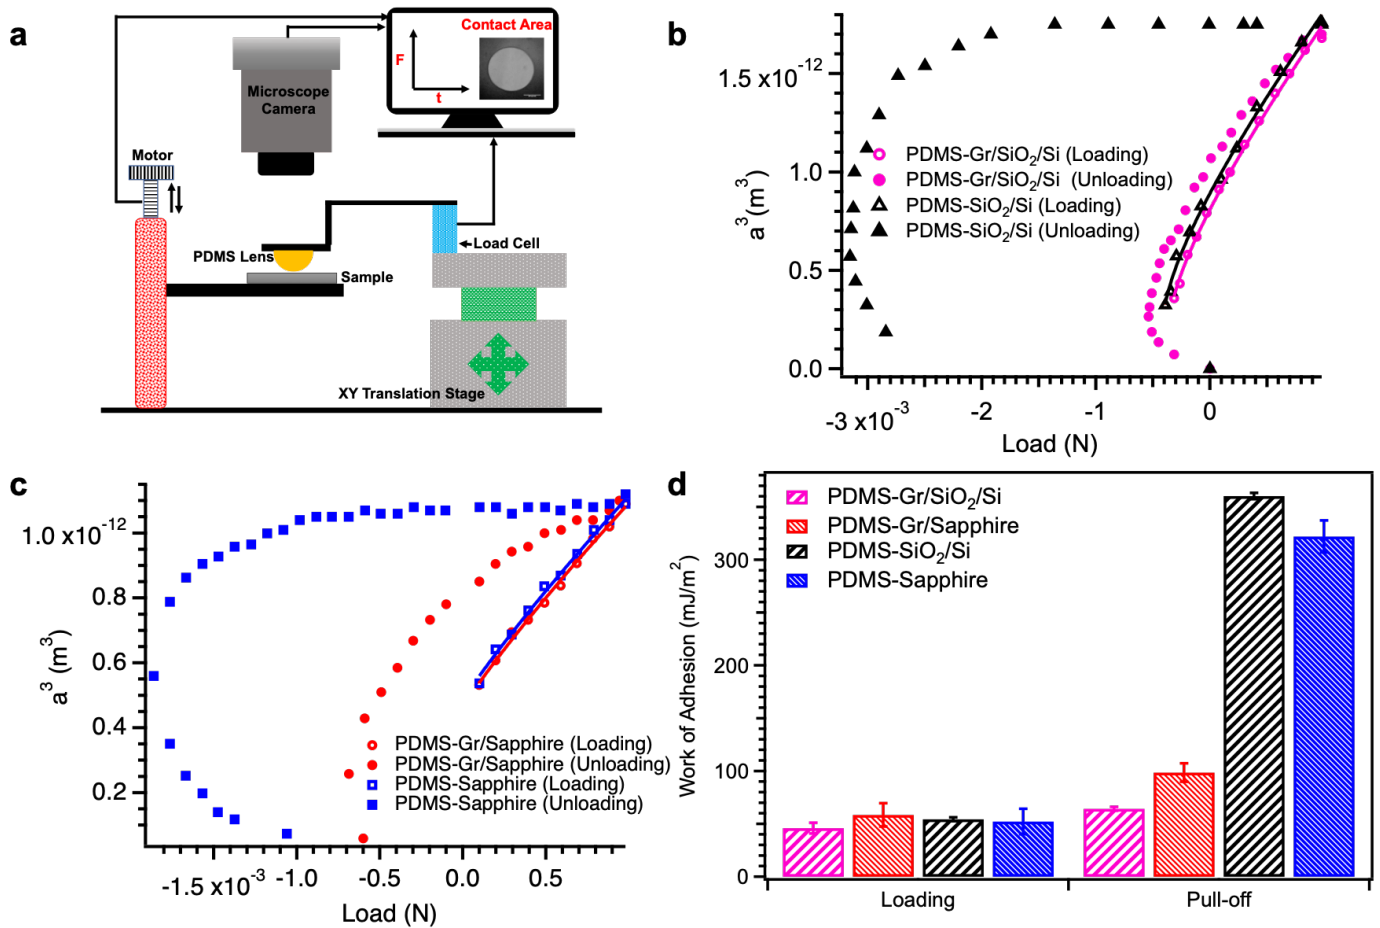 a
Contact Area
F
t
Microscope
Camera
Motor
PDMS Lens
Load Cell
Sample
XY Translation Stage
b
1.5 x10⁻¹²
1.0
0.5
0.0
a³ (m³)
PDMS-Gr/SiO₂/Si (Loading)
PDMS-Gr/SiO₂/Si (Unloading)
PDMS-SiO₂/Si (Loading)
PDMS-SiO₂/Si (Unloading)
-3 x10⁻³ -2 -1 0
Load (N)
c
1.0 x10⁻¹²
0.8
0.6
0.4
0.2
a³ (m³)
PDMS-Gr/Sapphire (Loading)
PDMS-Gr/Sapphire (Unloading)
PDMS-Sapphire (Loading)
PDMS-Sapphire (Unloading)
-1.5 x10⁻³ -1.0 -0.5 0.0 0.5
Load (N)
d
PDMS-Gr/SiO₂/Si
PDMS-Gr/Sapphire
PDMS-SiO₂/Si
PDMS-Sapphire
300
200
100
0
Work of Adhesion (mJ/m²)
Loading Pull-off